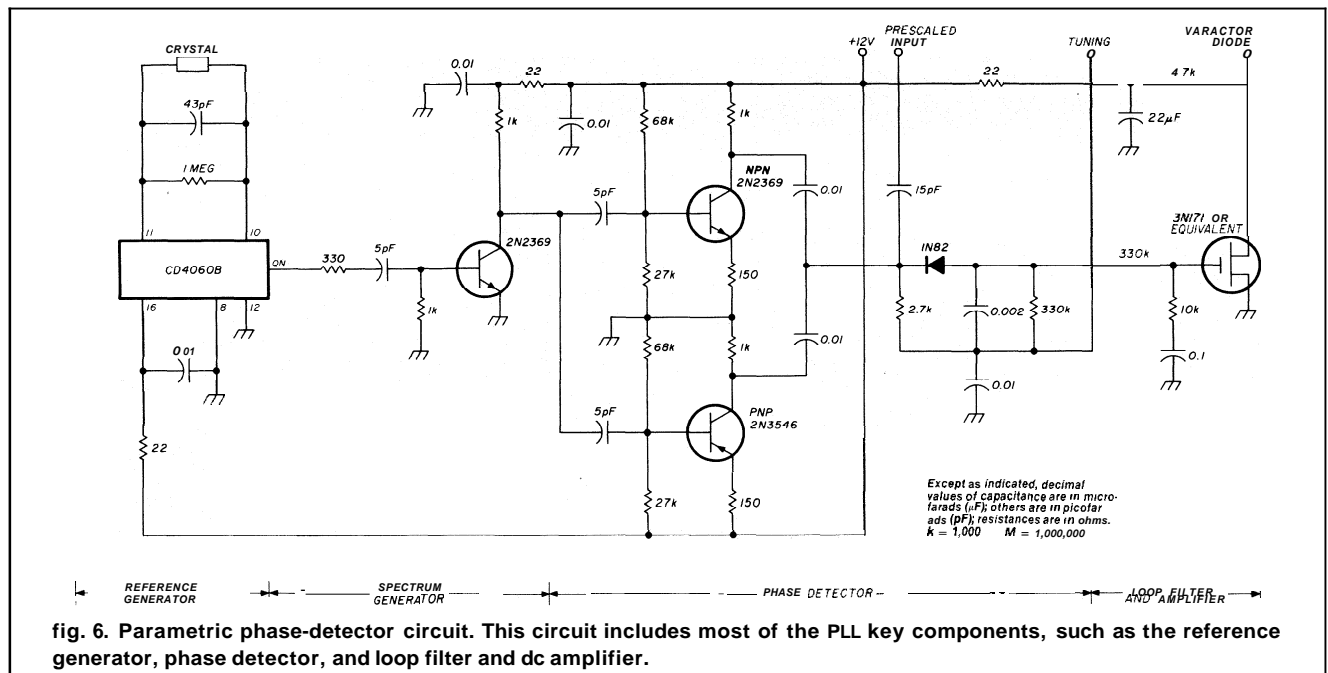 CRYSTAL
43pF
1 MEG
11
10
CD4060B
ON
16
8
12
0 01
22
330
5pF
1k
2N2369
0.01
22
1k
0.01
5pF
5pF
68k
27k
68k
27k
1k
NPN
2N2369
150
1k
PNP
2N3546
150
0.01
0.01
+12V
PRESCALED
INPUT
15pF
1N82
2.7k
0.002
330k
0.01
22
TUNING
VARACTOR
DIODE
47k
22µF
3N171 OR
EQUIVALENT
330k
10k
0.1
Except as indicated, decimal
values of capacitance are in micro-
farads (µF); others are in picofar
ads (pF); resistances are in ohms.
k = 1,000 M = 1,000,000
REFERENCE
GENERATOR
SPECTRUM
GENERATOR
PHASE DETECTOR
LOOP FILTER
AND AMPLIFIER
fig. 6. Parametric phase-detector circuit. This circuit includes most of the PLL key components, such as the reference
generator, phase detector, and loop filter and dc amplifier.